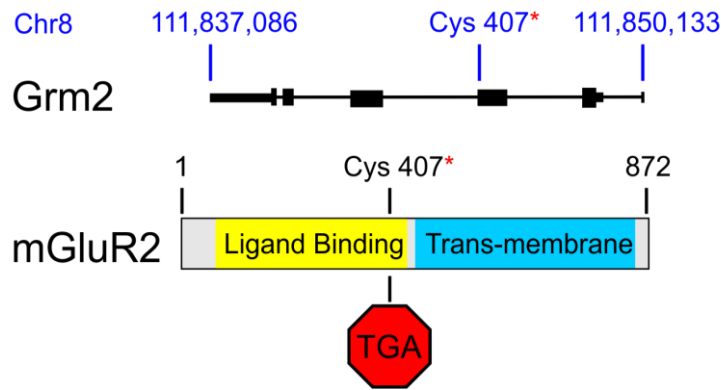 Chr8 111,837,086 Cys 407* 111,850,133
Grm2
1 Cys 407* 872
mGluR2 Ligand Binding Trans-membrane
TGA